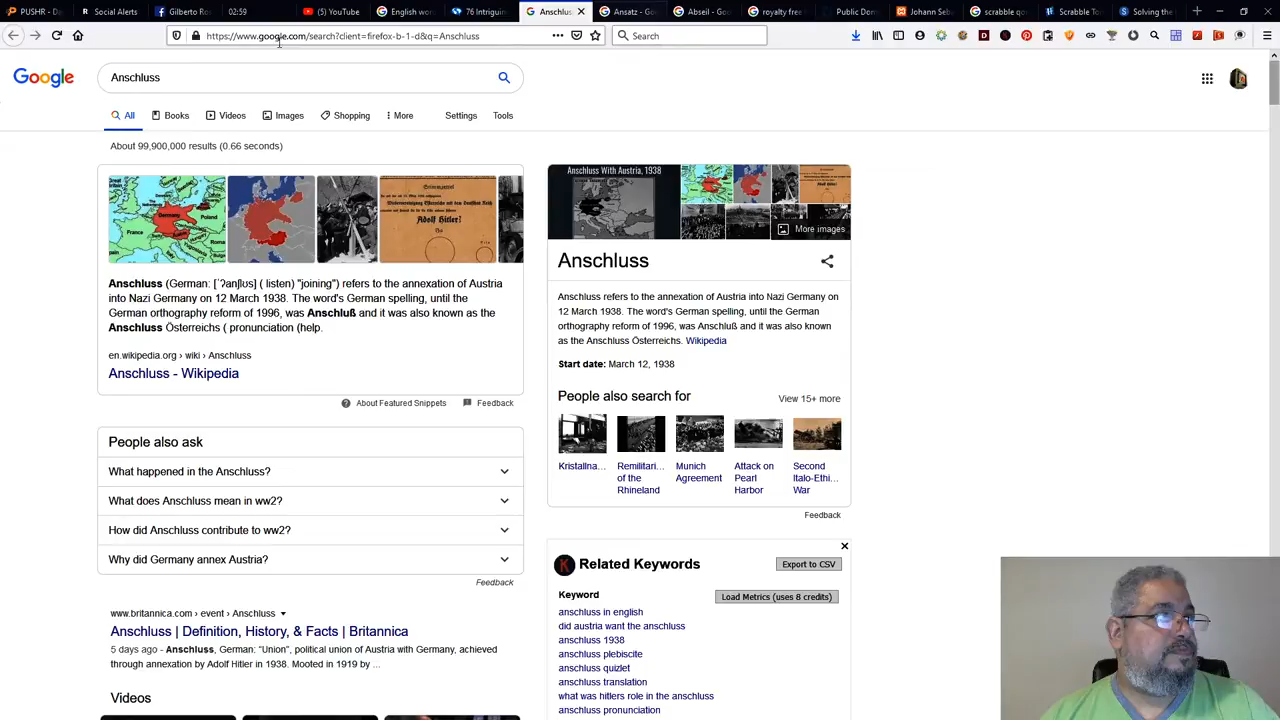 PUSHR - De
Social Alerts
Gilberto Ro
02:59
(5) YouTube
English wor
76 Intriguin
Anschluss
Ansatz - Go
Abseil - Goo
royalty free
Public Dom
Johann Seba
scrabble go
Scrabble To
Solving the
https://www.google.com/search?client=firefox-b-1-d&q=Anschluss
Search
Google
Anschluss
All
Books
Videos
Images
Shopping
More
Settings
Tools
About 99,900,000 results (0.66 seconds)
Germany
Poland
France
Adolf Hitler?
Anschluss (German: [ˈʔanʃlʊs] ( listen) "joining") refers to the annexation of Austria
into Nazi Germany on 12 March 1938. The word's German spelling, until the
German orthography reform of 1996, was Anschluß and it was also known as the
Anschluss Österreichs ( pronunciation (help.
en.wikipedia.org › wiki › Anschluss
Anschluss - Wikipedia
About Featured Snippets
Feedback
People also ask
What happened in the Anschluss?
What does Anschluss mean in ww2?
How did Anschluss contribute to ww2?
Why did Germany annex Austria?
Feedback
www.britannica.com › event › Anschluss
Anschluss | Definition, History, & Facts | Britannica
5 days ago - Anschluss, German: "Union", political union of Austria with Germany, achieved
through annexation by Adolf Hitler in 1938. Mooted in 1919 by ...
Videos
Anschluss With Austria, 1938
More images
Anschluss
Anschluss refers to the annexation of Austria into Nazi Germany on
12 March 1938. The word's German spelling, until the German
orthography reform of 1996, was Anschluß and it was also known
as the Anschluss Österreichs. Wikipedia
Start date: March 12, 1938
People also search for
View 15+ more
Kristallna...
Remilitari...
of the
Rhineland
Munich
Agreement
Attack on
Pearl
Harbor
Second
Italo-Ethi...
War
Feedback
Related Keywords
Export to CSV
Keyword
Load Metrics (uses 8 credits)
anschluss in english
did austria want the anschluss
anschluss 1938
anschluss plebiscite
anschluss quizlet
anschluss translation
what was hitlers role in the anschluss
anschluss pronunciation